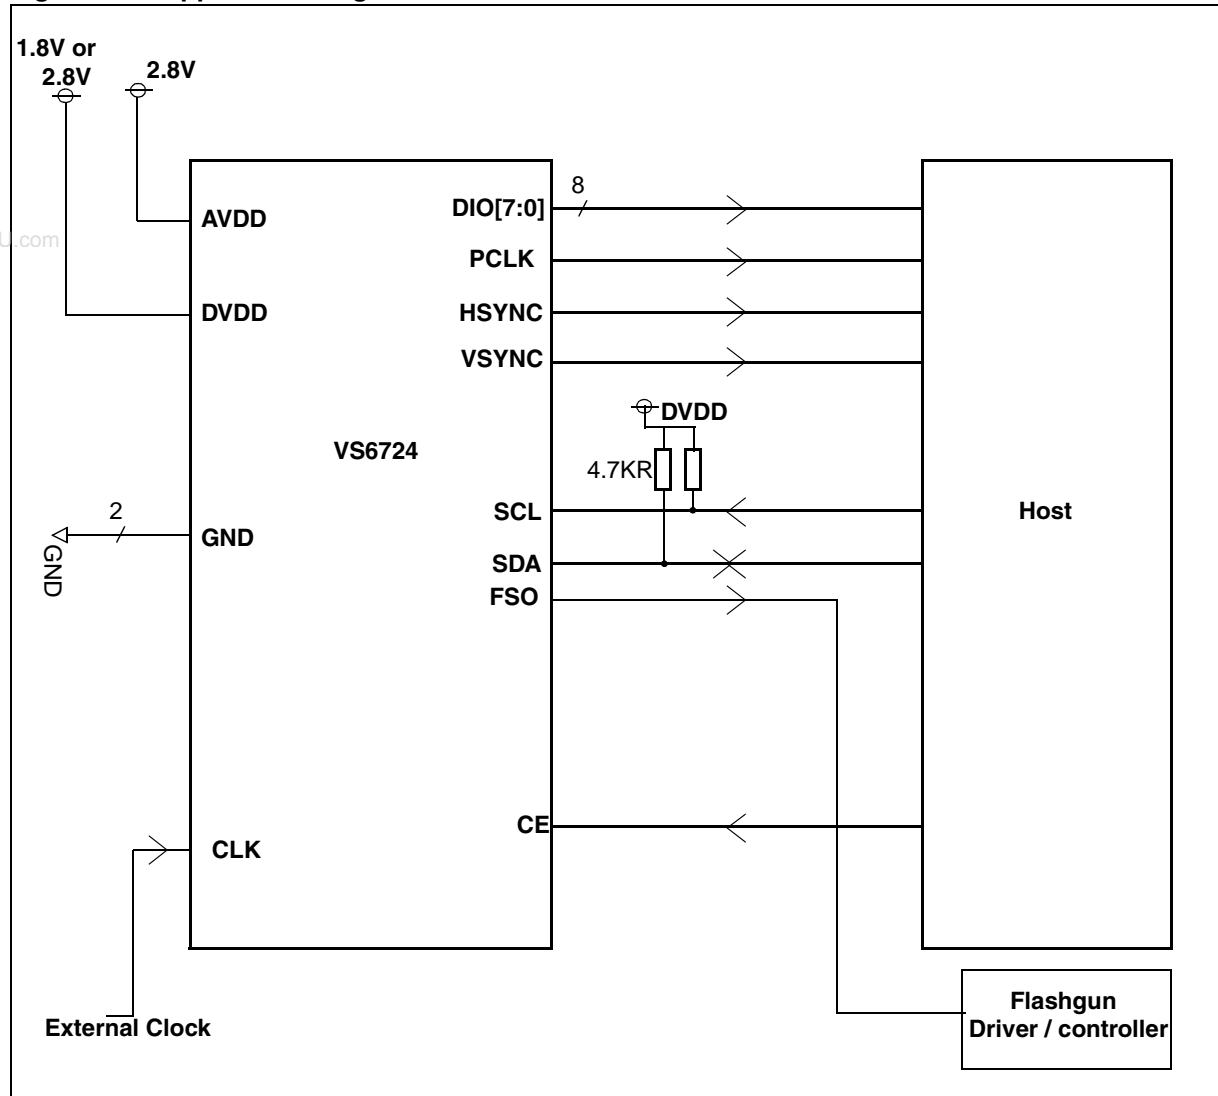 1.8V or
2.8V
2.8V
AVDD
DIO[7:0]
8
U.com
PCLK
DVDD
HSYNC
VSYNC
DVDD
VS6724
4.7KR
2
SCL
Host
GND
GND
SDA
FSO
CE
CLK
External Clock
Flashgun
Driver / controller